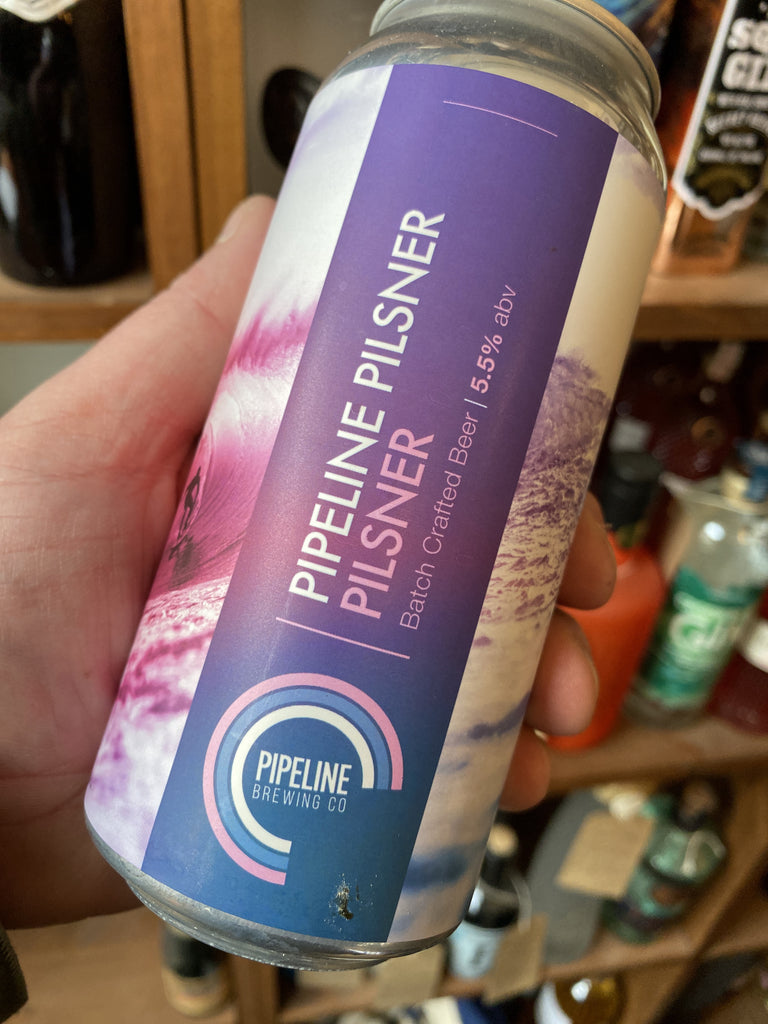 PIPELINE PILSNER
PILSNER
Batch Crafted Beer | 5.5% abv
PIPELINE
BREWING CO